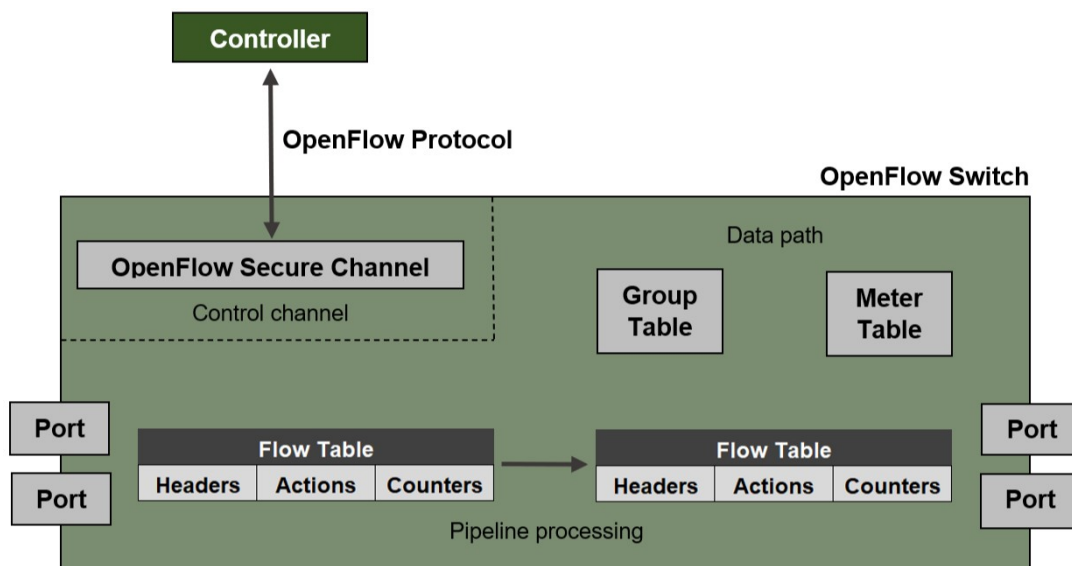 Controller
OpenFlow Protocol
OpenFlow Switch
OpenFlow Secure Channel
Control channel
Data path
Group
Table
Meter
Table
Port
Port
Flow Table
Headers Actions Counters
Flow Table
Headers Actions Counters
Port
Port
Pipeline processing